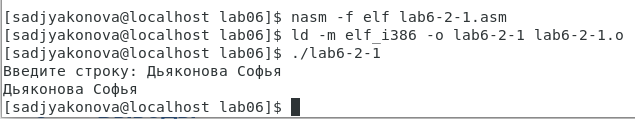 [sadjyakonova@localhost lab06]$ nasm -f elf lab6-2-1.asm
[sadjyakonova@localhost lab06]$ ld -m elf_i386 -o lab6-2-1 lab6-2-1.o
[sadjyakonova@localhost lab06]$ ./lab6-2-1
Введите строку: Дьяконова Софья
Дьяконова Софья
[sadjyakonova@localhost lab06]$